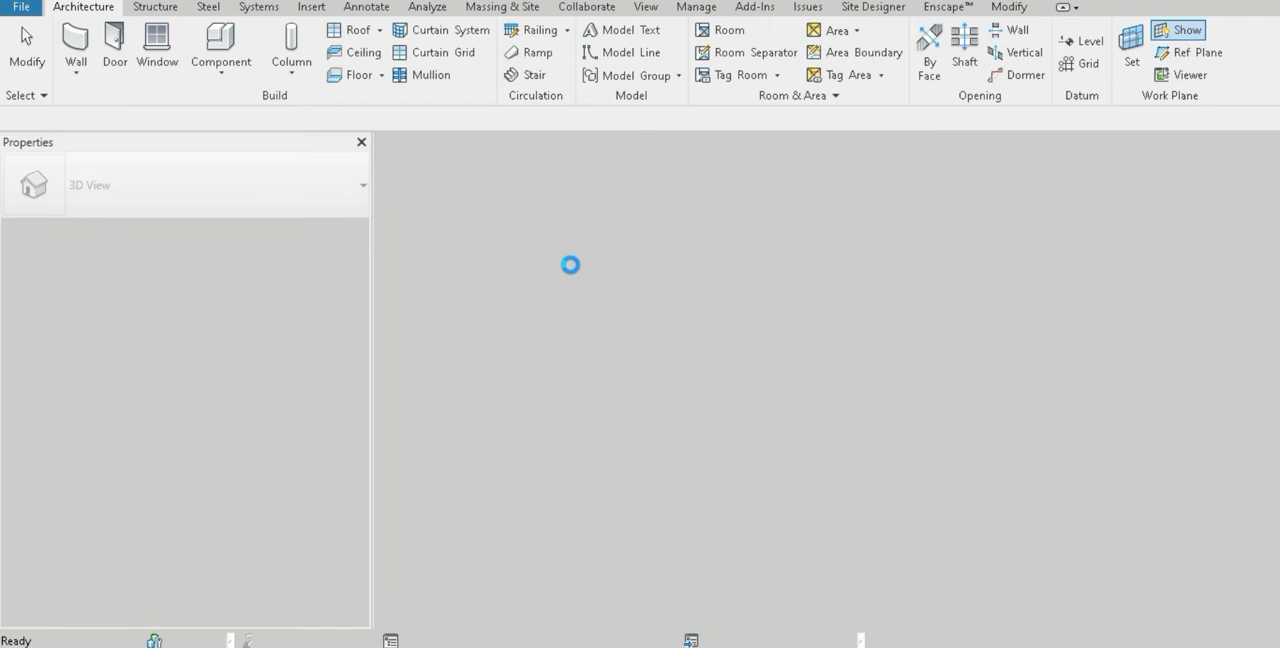 File Architecture Structure Steel Systems Insert Annotate Analyze Massing & Site Collaborate View Manage Add-Ins Issues Site Designer Enscape™ Modify
Modify
Wall
Door
Window
Component
Column
Roof
Ceiling
Floor
Curtain System
Curtain Grid
Mullion
Railing
Ramp
Stair
Model Text
Model Line
Model Group
Room
Room Separator
Tag Room
Area
Area Boundary
Tag Area
By
Face
Shaft
Wall
Vertical
Dormer
Level
Grid
Set
Show
Ref Plane
Viewer
Select Build Circulation Model Room & Area Opening Datum Work Plane
Properties
3D View
Ready